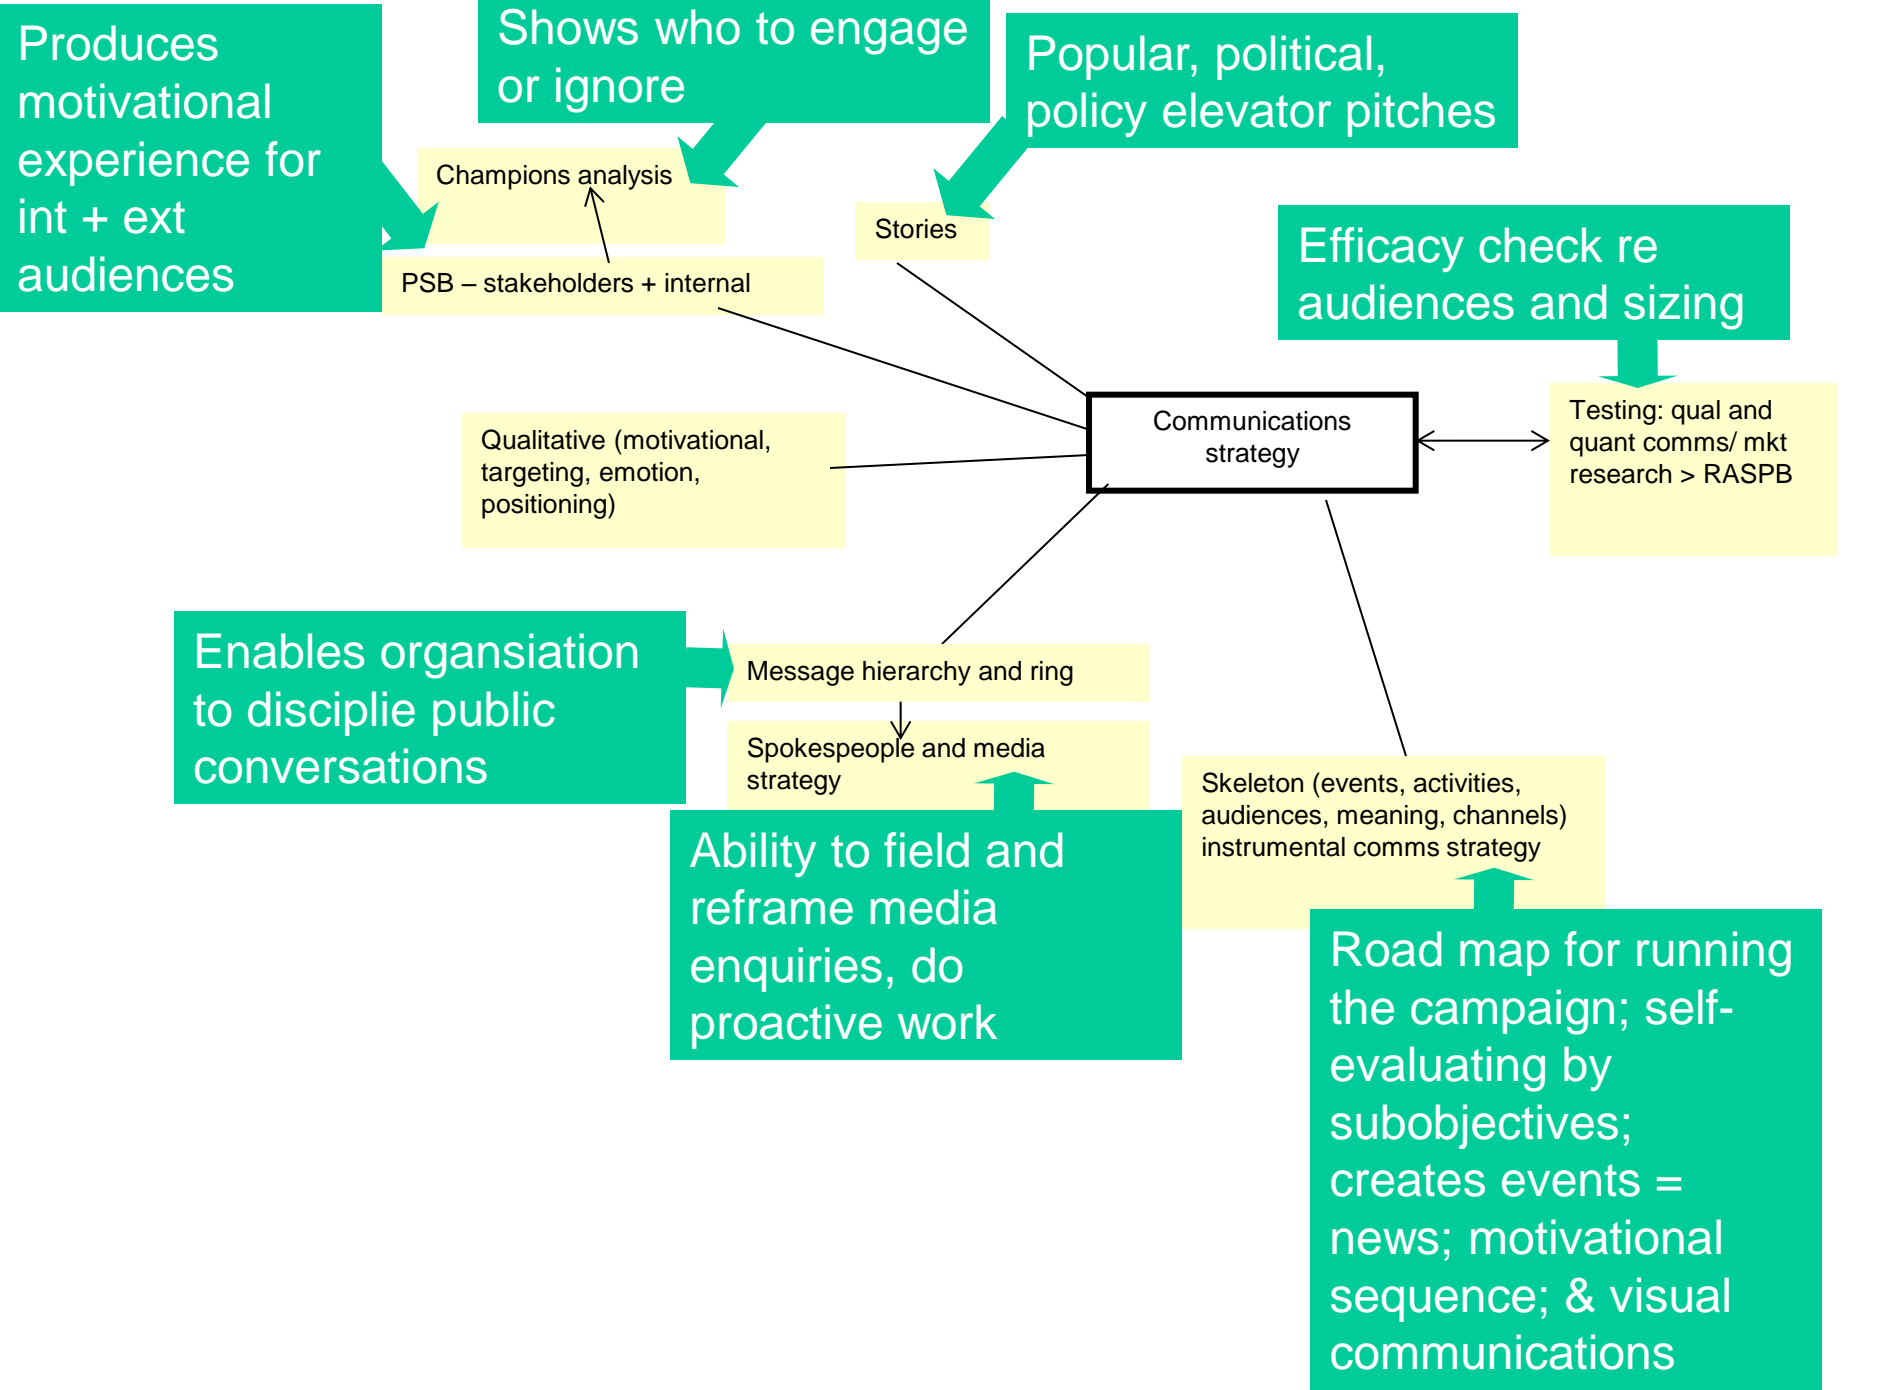 Produces
motivational
experience for
int + ext
audiences
Shows who to engage
or ignore
Popular, political,
policy elevator pitches
Champions analysis
Stories
PSB – stakeholders + internal
Efficacy check re
audiences and sizing
Communications
strategy
Testing: qual and
quant comms/ mkt
research > RASPB
Qualitative (motivational,
targeting, emotion,
positioning)
Enables organsiation
to disciplie public
conversations
Message hierarchy and ring
Spokespeople and media
strategy
Skeleton (events, activities,
audiences, meaning, channels)
instrumental comms strategy
Ability to field and
reframe media
enquiries, do
proactive work
Road map for running
the campaign; self-
evaluating by
subobjectives;
creates events =
news; motivational
sequence; & visual
communications